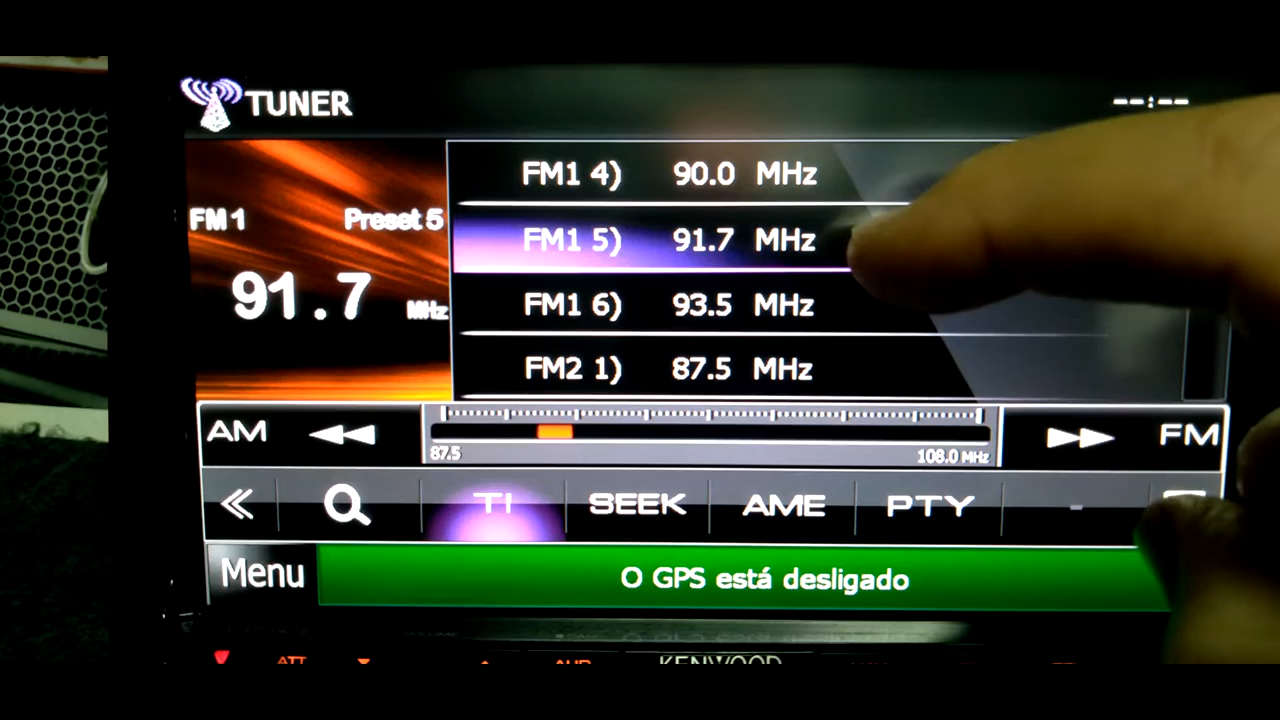 TUNER
--:--
FM1 4) 90.0 MHz
FM1 Preset 5
FM1 5) 91.7 MHz
91.7 MHz
FM1 6) 93.5 MHz
FM2 1) 87.5 MHz
AM FM
87.5 108.0 MHz
TI SEEK AME PTY -
Menu O GPS está desligado
ATT KENWOOD